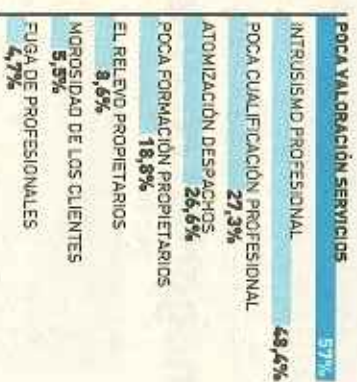 POCA VALORACIÓN SERVICIOS
57%
INTRUSISMO PROFESIONAL
48,4%
POCA CUALIFICACIÓN PROFESIONAL
27,3%
ATOMIZACIÓN DESPACHOS
26,6%
POCA FORMACIÓN PROPIETARIOS
18,8%
EL RELEVO PROPIETARIOS
8,6%
MOROSIDAD DE LOS CLIENTES
5,5%
FUGA DE PROFESIONALES
4,7%